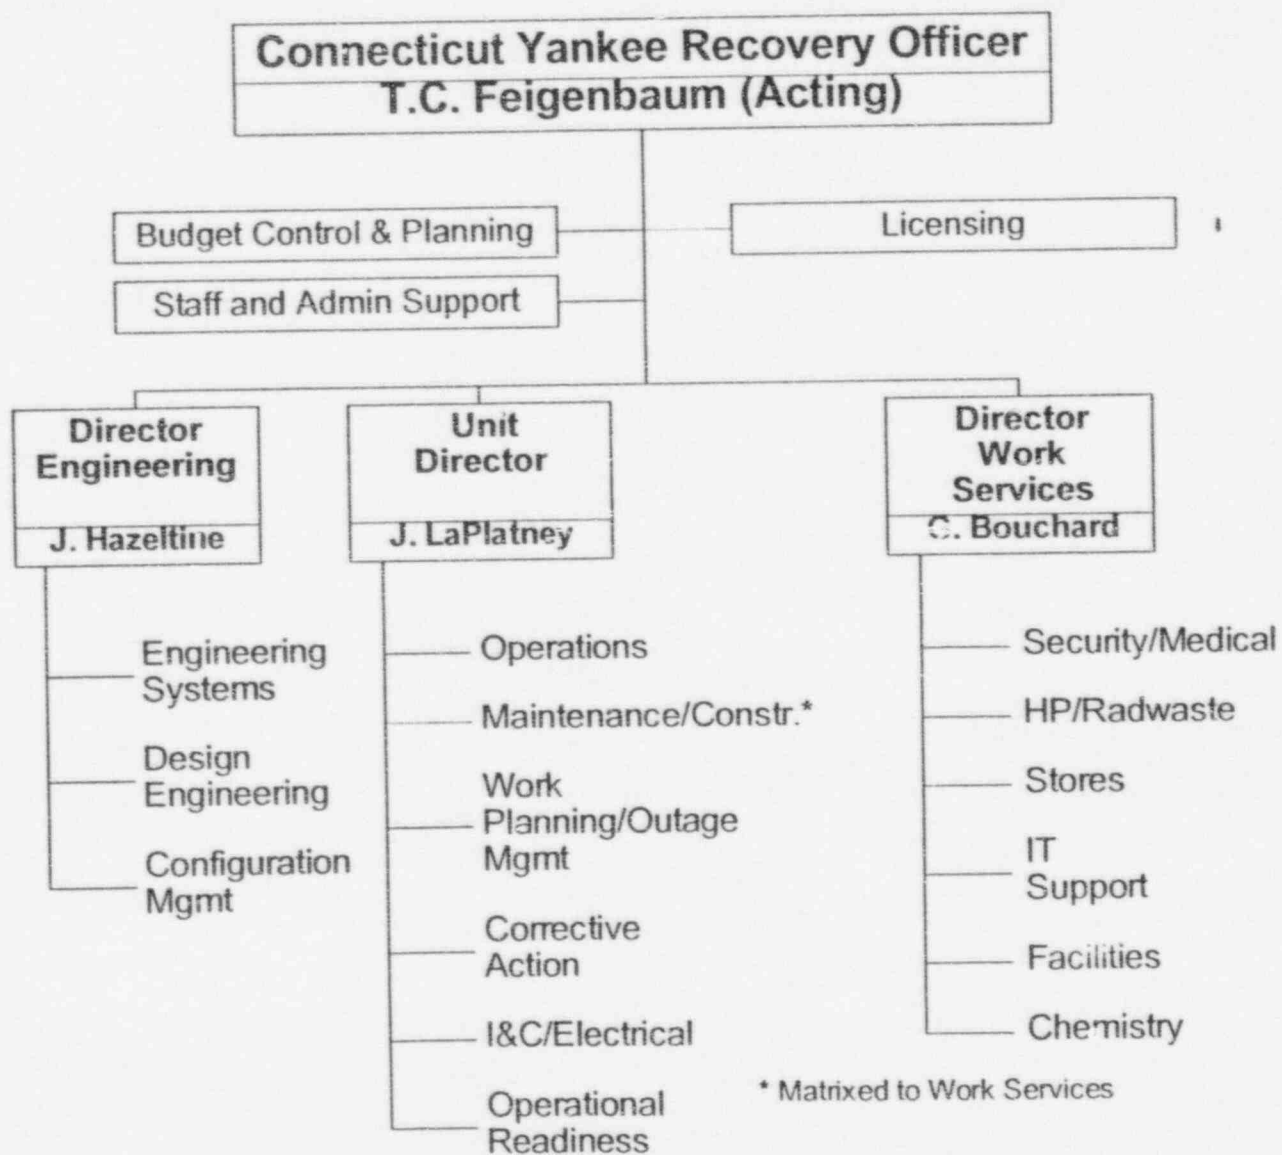 Connecticut Yankee Recovery Officer
T.C. Feigenbaum (Acting)
Budget Control & Planning
Licensing
Staff and Admin Support
Director
Engineering
J. Hazeltine
Unit
Director
J. LaPlatney
Director
Work
Services
G. Bouchard
Engineering
Systems
Design
Engineering
Configuration
Mgmt
Operations
Maintenance/Constr.*
Work
Planning/Outage
Mgmt
Corrective
Action
I&C/Electrical
Operational
Readiness
Security/Medical
HP/Radwaste
Stores
IT
Support
Facilities
Chemistry
* Matrixed to Work Services